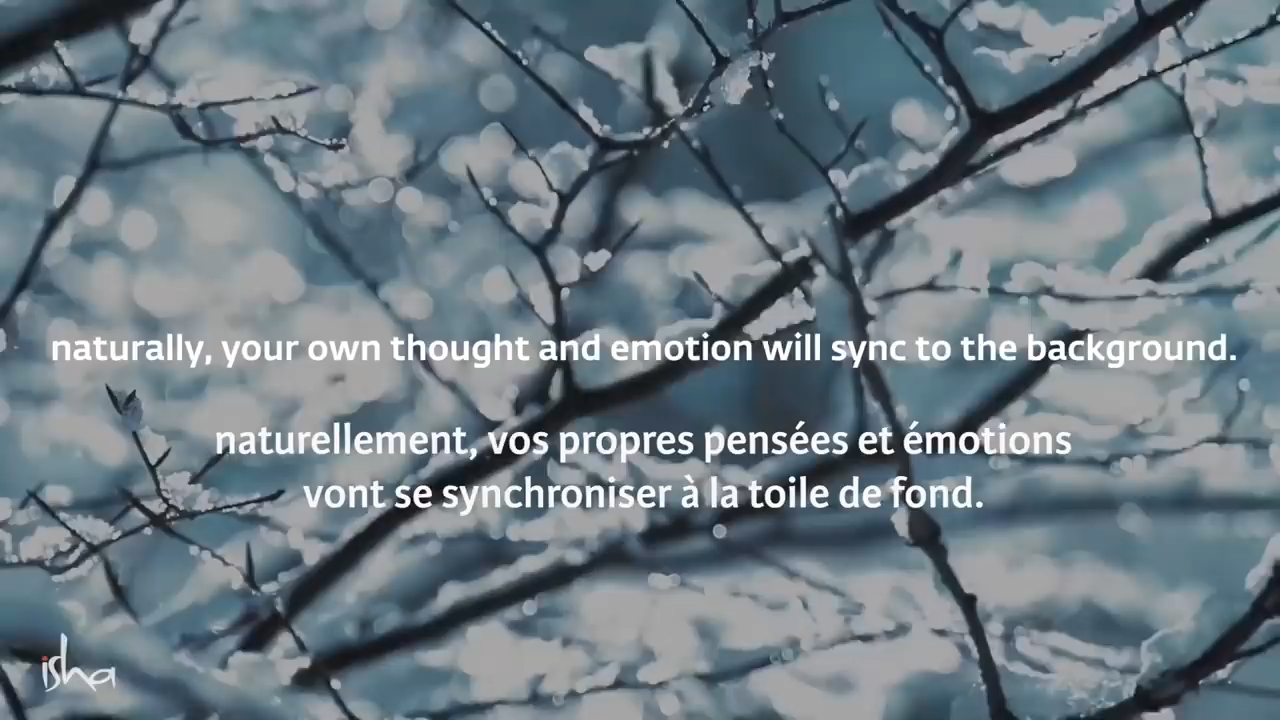 naturally, your own thought and emotion will sync to the background.
naturellement, vos propres pensées et émotions
vont se synchroniser à la toile de fond.
isha